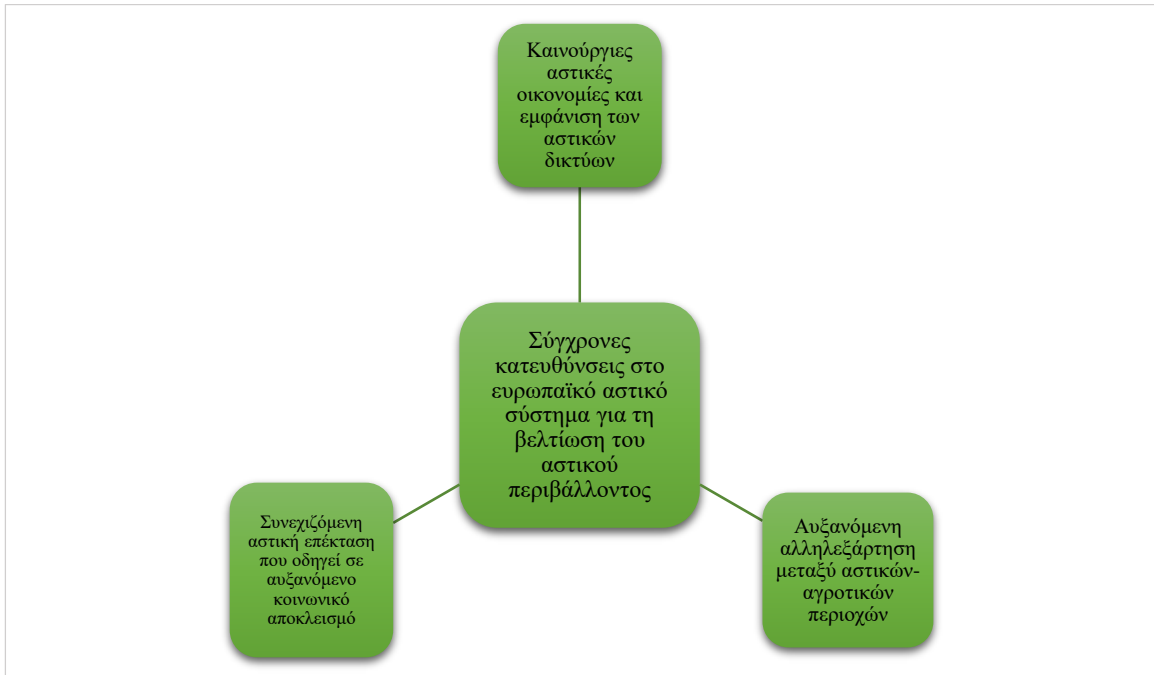 Καινούργιες
αστικές
οικονομίες και
εμφάνιση των
αστικών
δικτύων
Σύγχρονες
κατευθύνσεις στο
ευρωπαϊκό αστικό
σύστημα για τη
βελτίωση του
αστικού
περιβάλλοντος
Συνεχιζόμενη
αστική επέκταση
που οδηγεί σε
αυξανόμενο
κοινωνικό
αποκλεισμό
Αυξανόμενη
αλληλεξάρτηση
μεταξύ αστικών-
αγροτικών
περιοχών